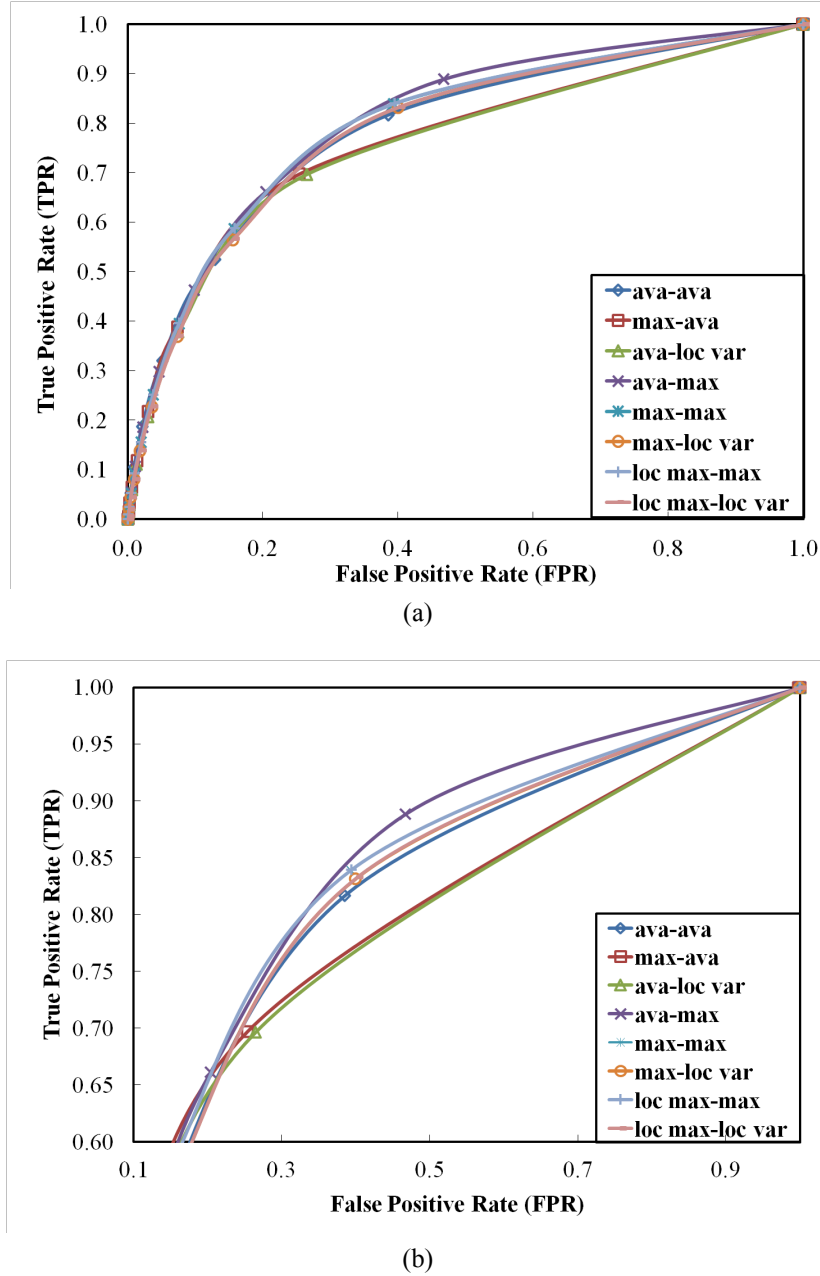 1.0
0.9
0.8
0.7
0.6
0.5
0.4
0.3
0.2
0.1
0.0
True Positive Rate (TPR)
ava-ava
max-ava
ava-loc var
ava-max
max-max
max-loc var
loc max-max
loc max-loc var
0.0 0.2 0.4 0.6 0.8 1.0
False Positive Rate (FPR)
(a)
1.00
0.95
0.90
0.85
0.80
0.75
0.70
0.65
0.60
True Positive Rate (TPR)
ava-ava
max-ava
ava-loc var
ava-max
max-max
max-loc var
loc max-max
loc max-loc var
0.1 0.3 0.5 0.7 0.9
False Positive Rate (FPR)
(b)